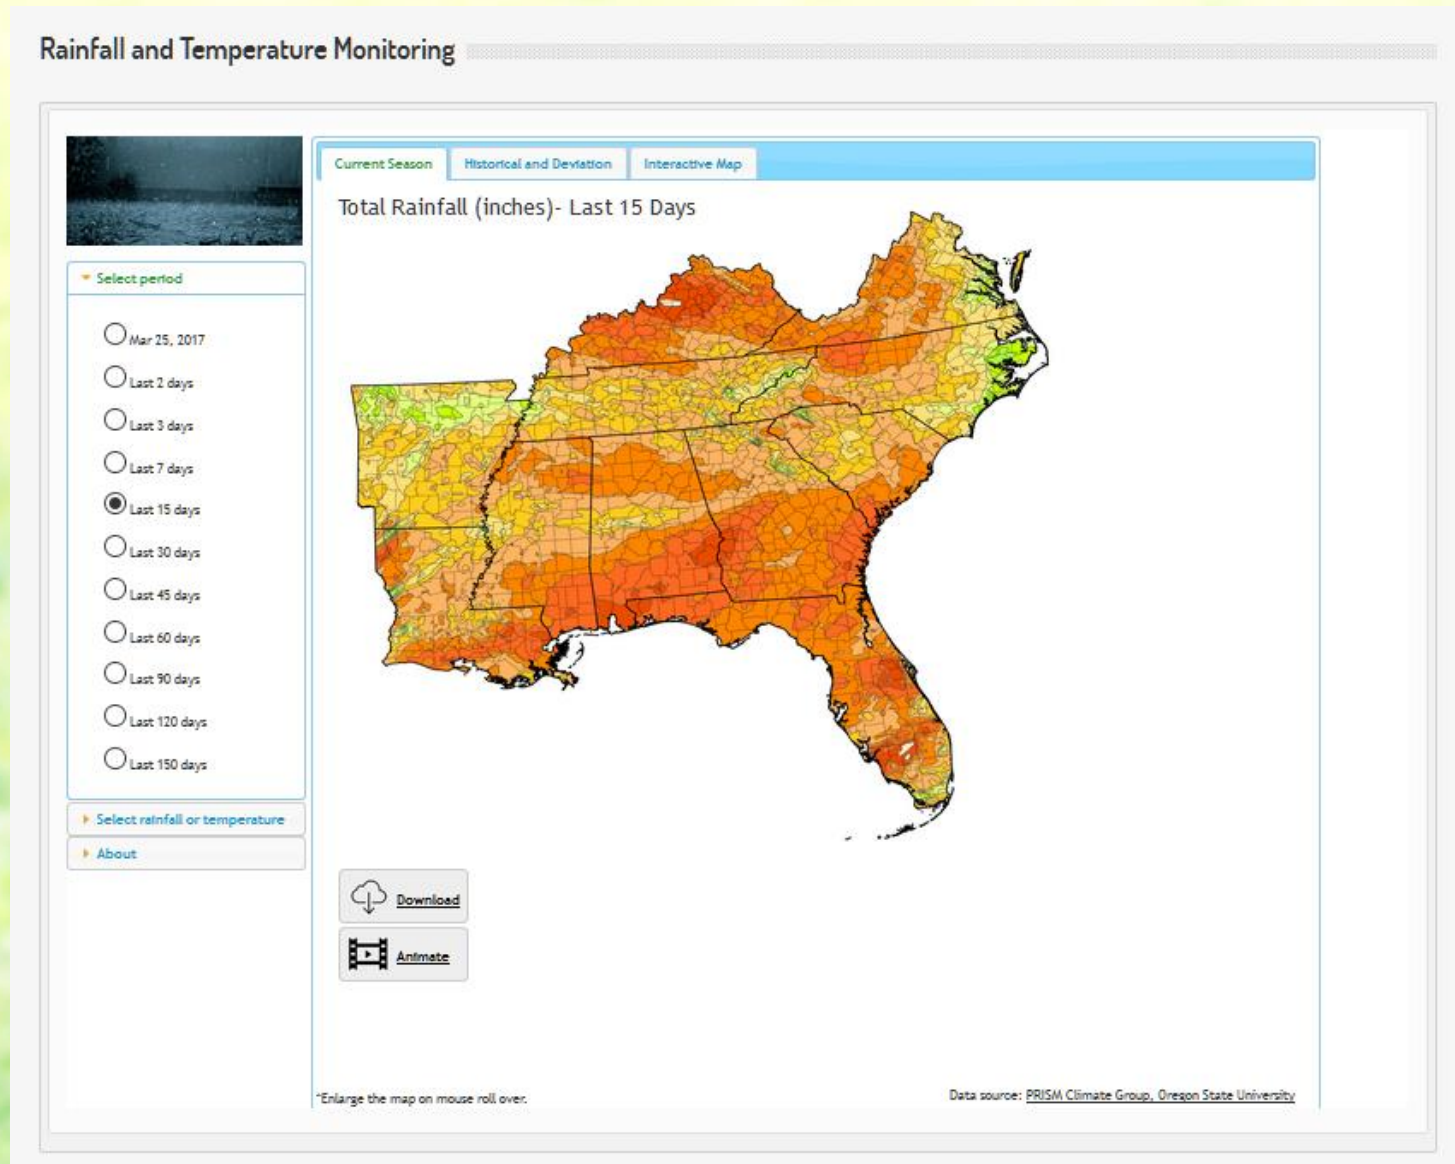 Rainfall and Temperature Monitoring
Current Season
Historical and Deviation
Interactive Map
Total Rainfall (inches)- Last 15 Days
Select period
Mar 25, 2017
Last 2 days
Last 3 days
Last 7 days
Last 15 days
Last 30 days
Last 45 days
Last 60 days
Last 90 days
Last 120 days
Last 150 days
Select rainfall or temperature
About
Download
Animate
*Enlarge the map on mouse roll over.
Data source: PRISM Climate Group, Oregon State University